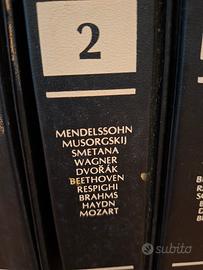 2
MENDELSSOHN
MUSORGSKIJ
SMETANA
WAGNER
DVOŘÁK
BEETHOVEN
RESPIGHI
BRAHMS
HAYDN
MOZART
subito